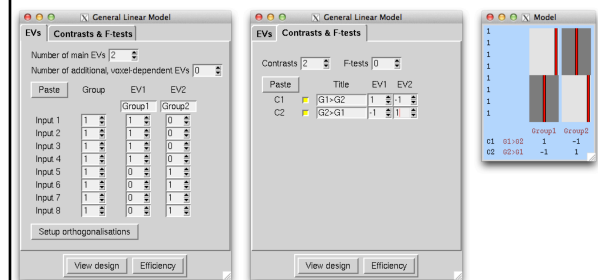 General Linear Model
EVs Contrasts & F-tests
Number of main EVs 2
Number of additional, voxel-dependent EVs 0
Paste Group EV1 EV2
Group1 Group2
Input 1 1 1 0
Input 2 1 1 0
Input 3 1 1 0
Input 4 1 1 0
Input 5 1 0 1
Input 6 1 0 1
Input 7 1 0 1
Input 8 1 0 1
Setup orthogonalisations
View design Efficiency
General Linear Model
EVs Contrasts & F-tests
Contrasts 2 F-tests 0
Paste Title EV1 EV2
C1 G1>G2 1 -1
C2 G2>G1 -1 1
View design Efficiency
Model
1
1
1
1
1
1
1
1
Group1 Group2
C1 G1>G2 1 -1
C2 G2>G1 -1 1